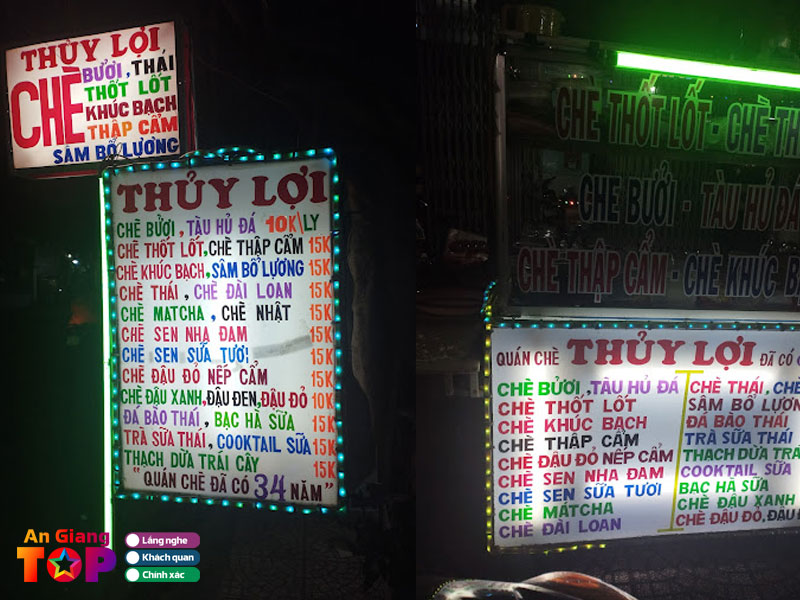 THÙY LỢI
CHÈ BƯỞI, THÁI
THỐT LỐT
KHÚC BẠCH
THẬP CẨM
SÂM BỔ LƯỢNG
THỦY LỢI
CHÈ BƯỞI, TÀU HỦ ĐÁ 10K\LY
CHÈ THỐT LỐT, CHÈ THẬP CẨM 15K
CHÈ KHÚC BẠCH, SÂM BỔ LƯỢNG 15K
CHÈ THÁI, CHÈ ĐÀI LOAN 15K
CHÈ MATCHA, CHÈ NHẬT 15K
CHÈ SEN NHA ĐAM 15K
CHÈ SEN SỮA TƯƠI 15K
CHÈ ĐẬU ĐỎ NẾP CẨM 15K
CHÈ ĐẬU XANH, ĐẬU ĐEN, ĐẬU ĐỎ 10K
ĐÁ BÀO THÁI, BẠC HÀ SỮA 15K
TRÀ SỮA THÁI, COOKTAIL SỮA 15K
THẠCH DỪA TRÁI CÂY 15K
"QUÁN CHÈ ĐÃ CÓ 34 NĂM"
CHÈ THỐT LỐT - CHÈ TH
CHÈ BƯỞI - TÀU HỦ ĐÁ
CHÈ THẬP CẨM - CHÈ KHÚC B
QUÁN CHÈ THỦY LỢI ĐÃ CÓ
CHÈ BƯỞI, TÀU HỦ ĐÁ
CHÈ THỐT LỐT
CHÈ KHÚC BẠCH
CHÈ THẬP CẨM
CHÈ ĐẬU ĐỎ NẾP CẨM
CHÈ SEN NHA ĐAM
CHÈ SEN SỮA TƯƠI
CHÈ MATCHA
CHÈ ĐÀI LOAN
CHÈ THÁI, CHÈ
SÂM BỔ LƯỢN
ĐÁ BÀO THÁI
TRÀ SỮA THÁI
THẠCH DỪA TRÁ
COOKTAIL SỮA
BẠC HÀ SỮA
CHÈ ĐẬU XANH
CHÈ ĐẬU ĐỎ, ĐẬU
An Giang
TOP
Lắng nghe
Khách quan
Chính xác